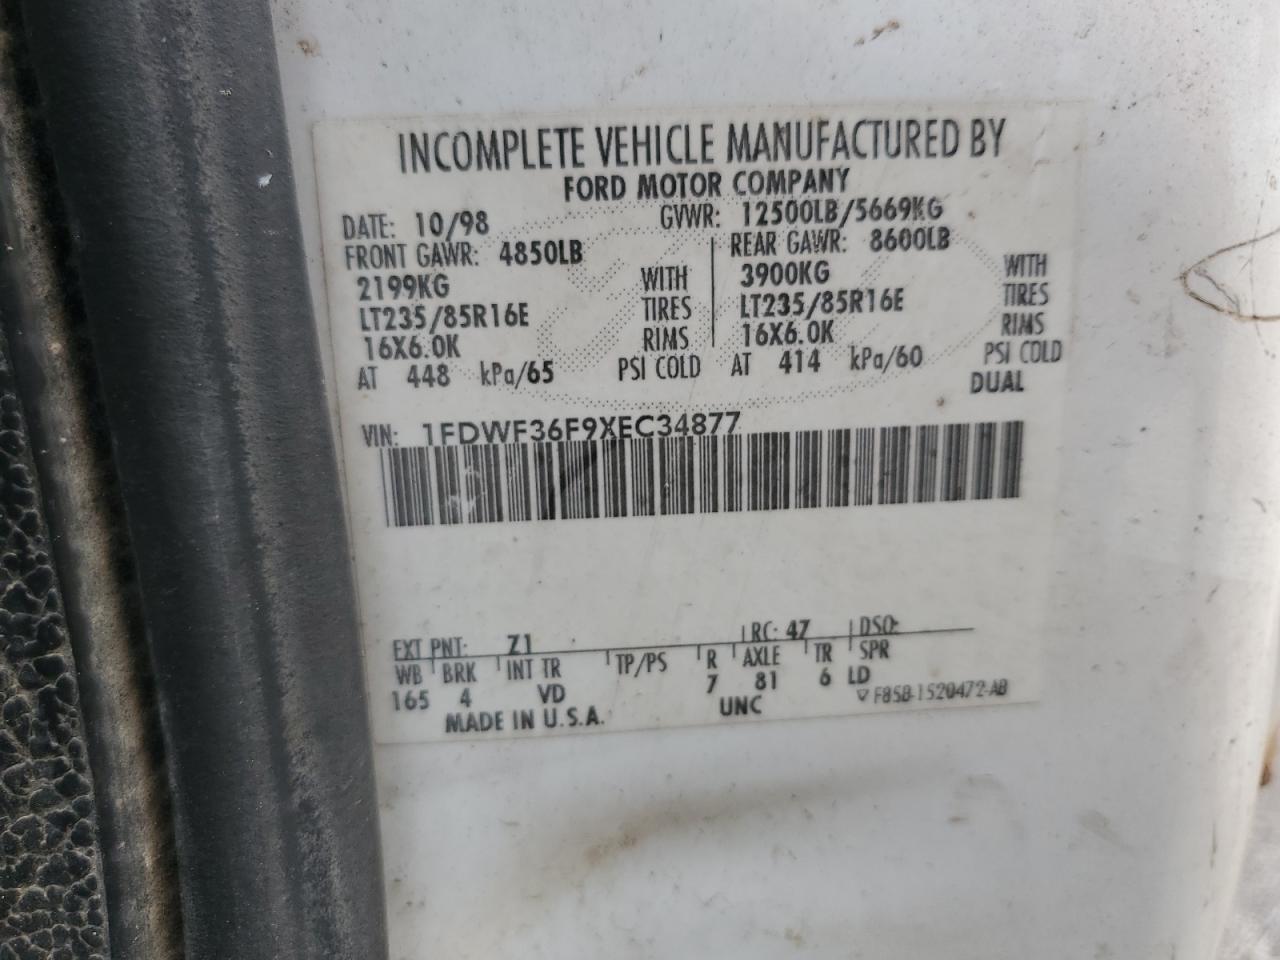 INCOMPLETE VEHICLE MANUFACTURED BY
FORD MOTOR COMPANY
DATE: 10/98 GVWR: 12500LB/5669KG
FRONT GAWR: 4850LB REAR GAWR: 8600LB
2199KG WITH 3900KG WITH
LT235/85R16E TIRES LT235/85R16E TIRES
16X6.0K RIMS 16X6.0K RIMS
AT 448 kPa/65 PSI COLD AT 414 kPa/60 PSI COLD
DUAL
VIN: 1FDWF36F9XEC34877
EXT PNT: Z1 RC: 47 DSO:
WB BRK INT TR TP/PS R AXLE TR SPR
165 4 VD 7 81 6 LD
MADE IN U.S.A. UNC F85B-1520472-AB